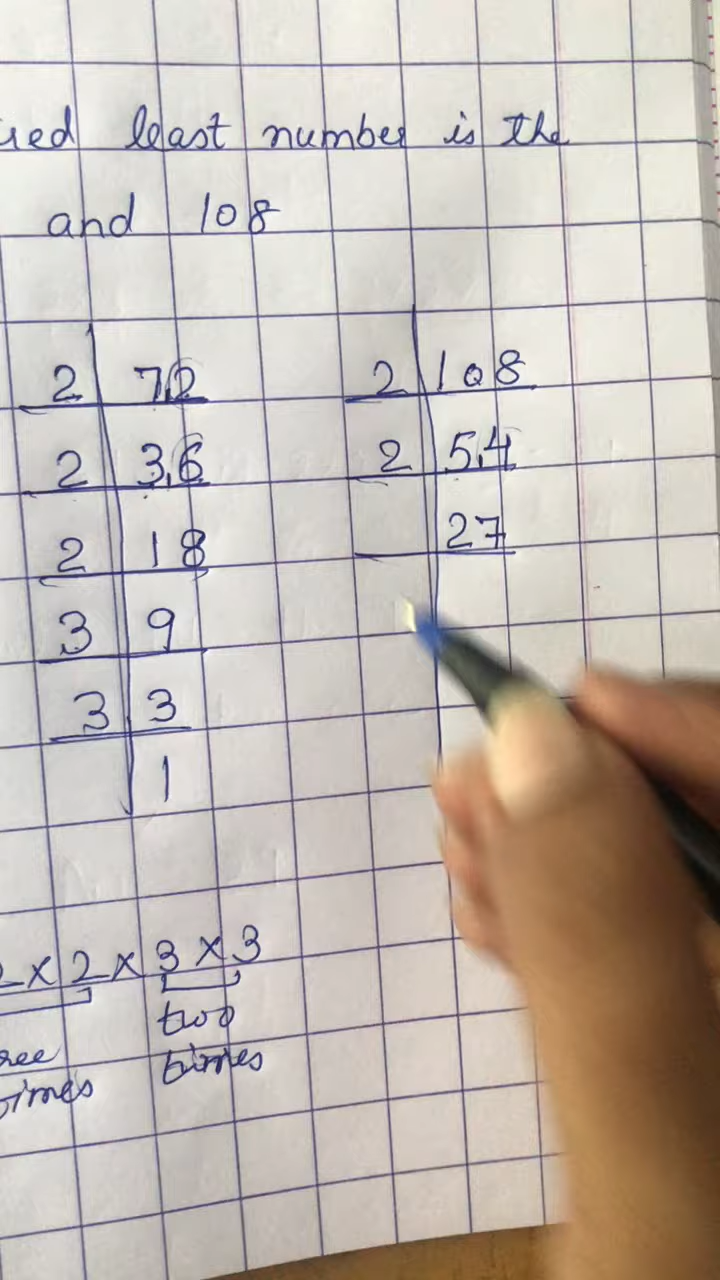 least number is the
and 108
2 72 2 108
2 36 2 54
2 18 27
3 9
3 3
1
× 2 × 3 × 3
two
times times